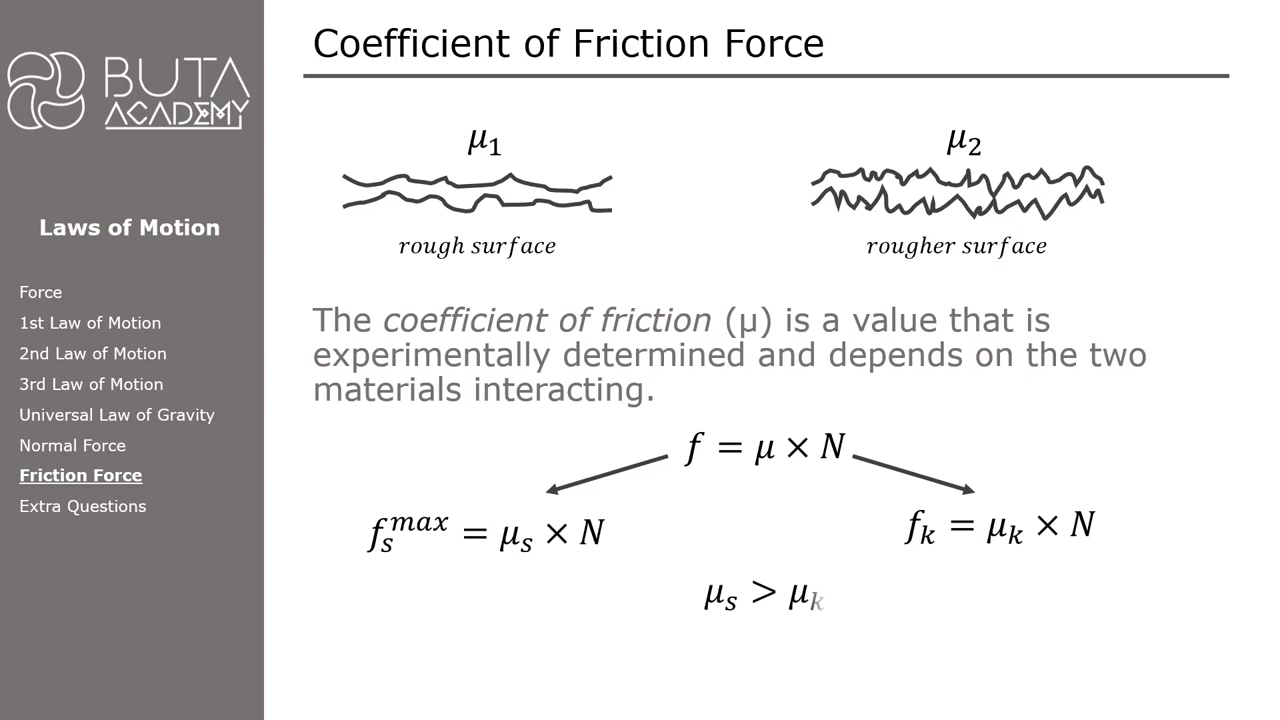 BUTA
ACADEMY
Laws of Motion
Force
1st Law of Motion
2nd Law of Motion
3rd Law of Motion
Universal Law of Gravity
Normal Force
Friction Force
Extra Questions
Coefficient of Friction Force
μ₁
μ₂
rough surface
rougher surface
The coefficient of friction (μ) is a value that is
experimentally determined and depends on the two
materials interacting.
f = μ × N
fₛᵐᵃˣ = μₛ × N
fₖ = μₖ × N
μₛ > μₖ